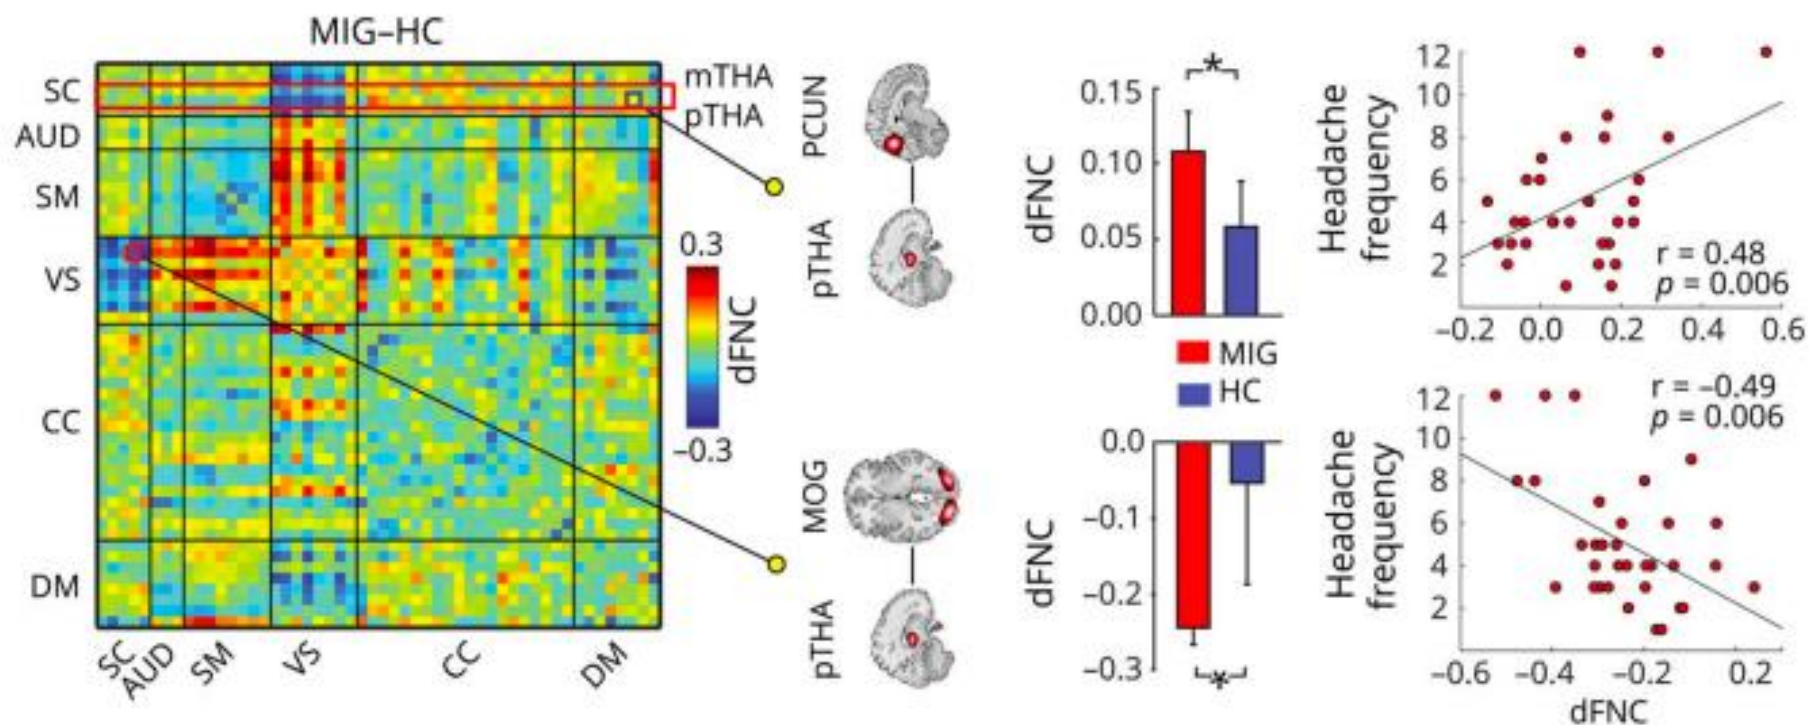 MIG–HC
SC
AUD
SM
VS
CC
DM
SC
AUD
SM
VS
CC
DM
mTHA
pTHA
0.3
–0.3
dFNC
PCUN
pTHA
MOG
pTHA
dFNC
0.15
0.10
0.05
0.00
*
MIG
HC
dFNC
0.0
–0.1
–0.2
–0.3
*
Headache
frequency
12
10
8
6
4
2
r = 0.48
p = 0.006
–0.2
0.0
0.2
0.4
0.6
Headache
frequency
12
10
8
6
4
2
r = –0.49
p = 0.006
–0.6
–0.4
–0.2
0.2
dFNC